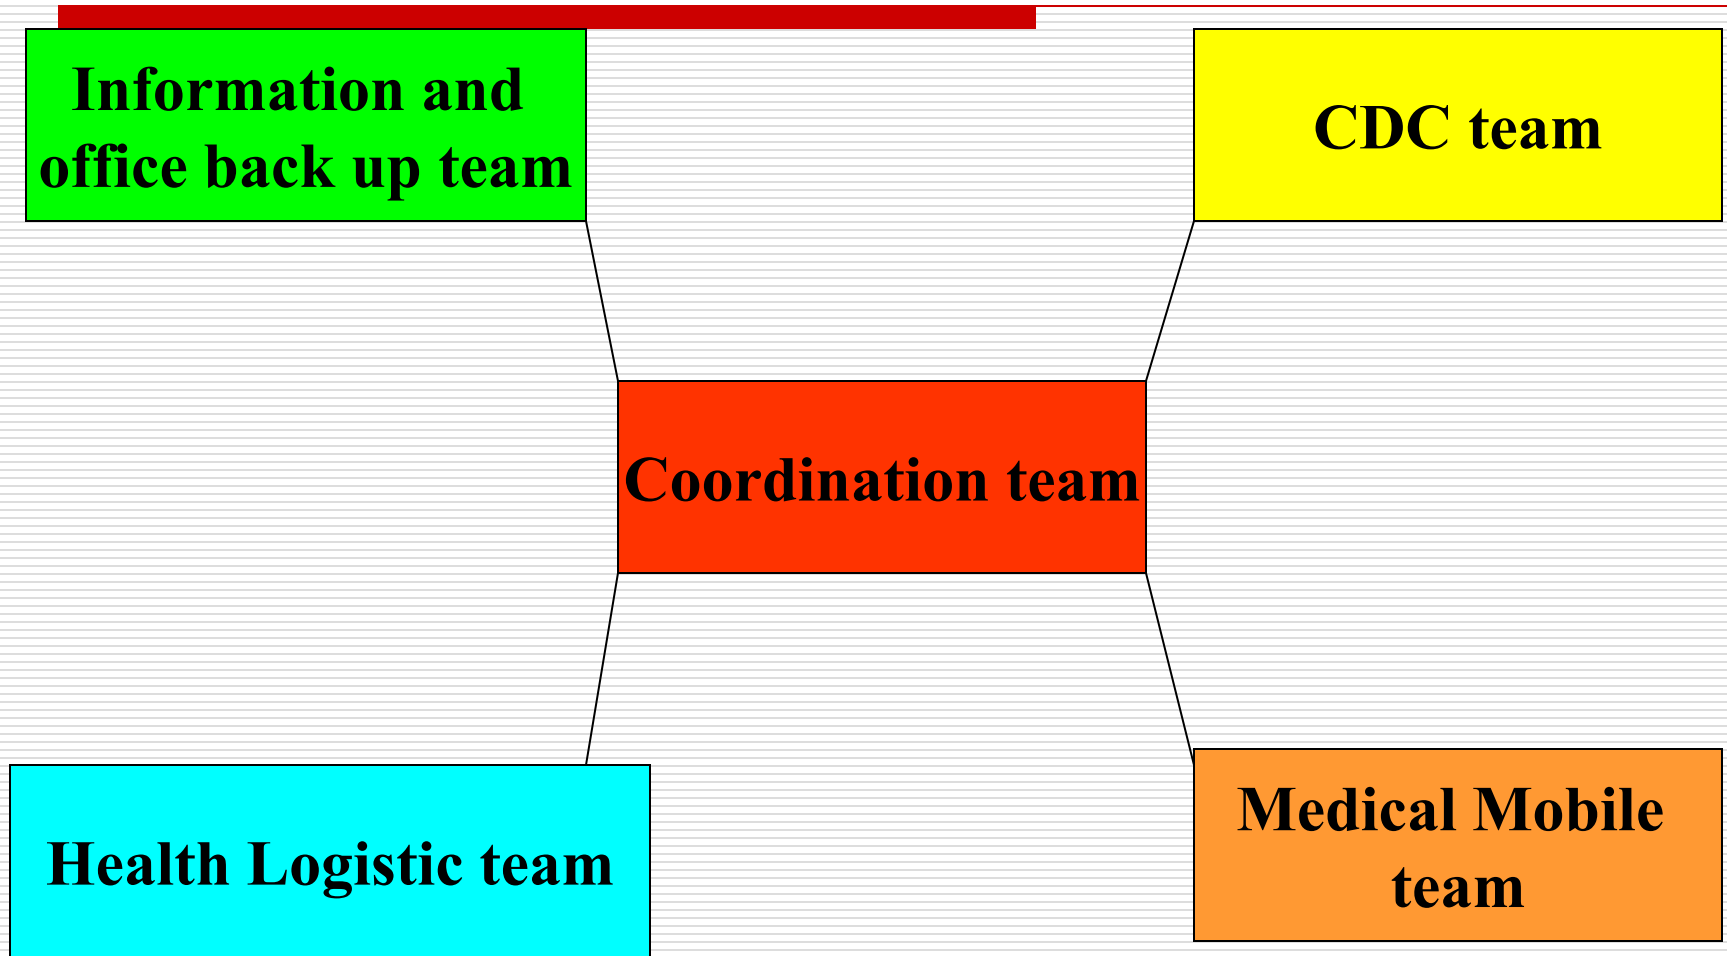 Information and
office back up team
CDC team
Coordination team
Health Logistic team
Medical Mobile
team